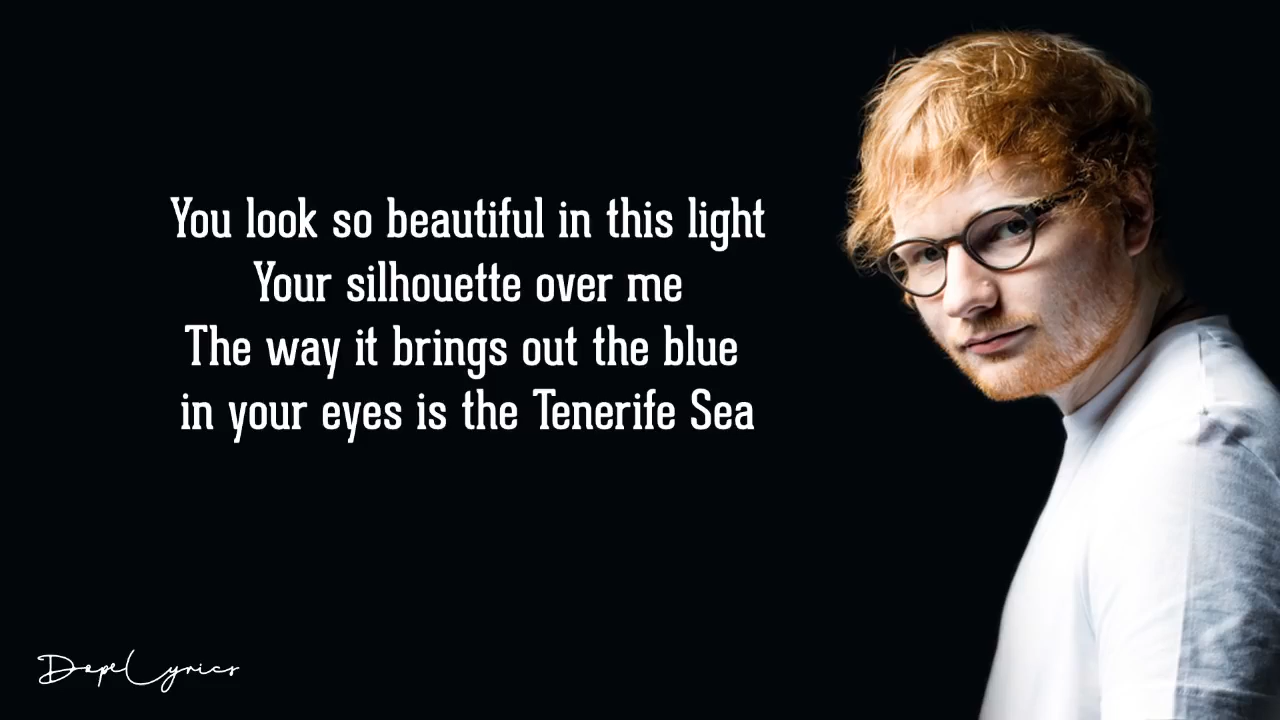 You look so beautiful in this light
Your silhouette over me
The way it brings out the blue
in your eyes is the Tenerife Sea
DopeLyrics